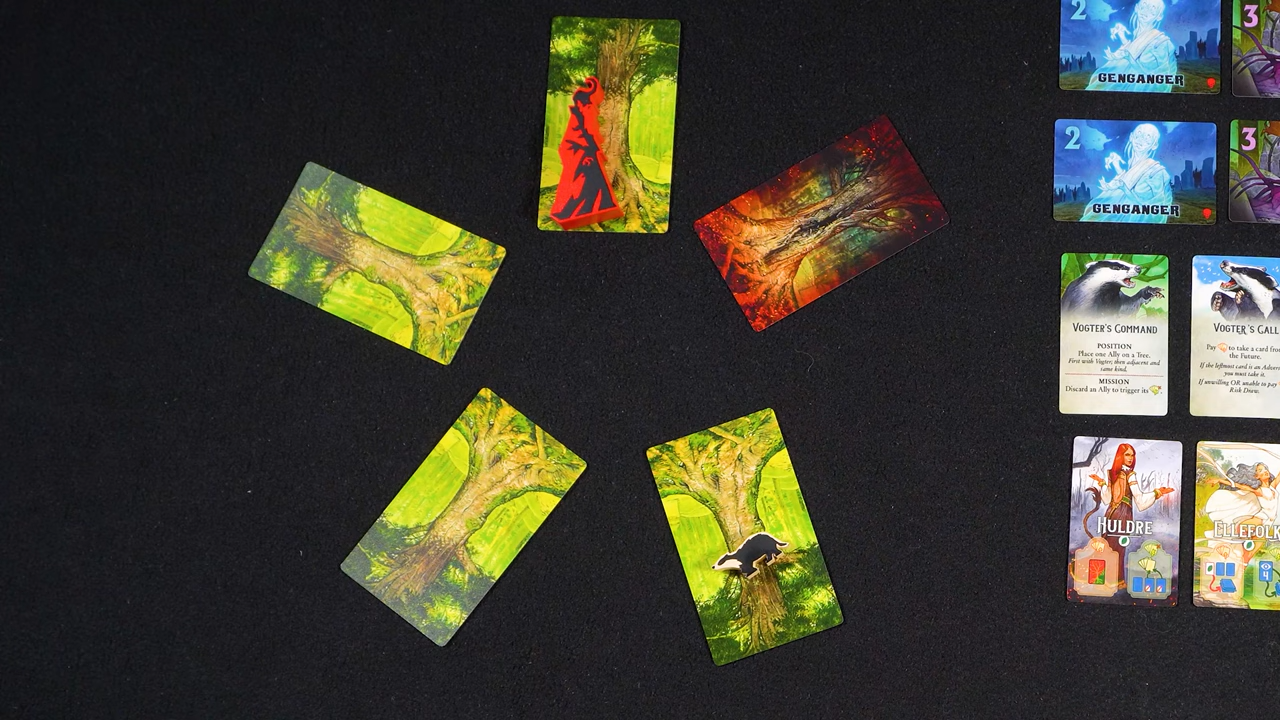 2
GENGANGER
3
2
GENGANGER
3
VOGTER'S COMMAND
POSITION
Place one Ally on a Tree.
First with Vogter; then adjacent and
same kind.
MISSION
Discard an Ally to trigger its
VOGTER'S CALL
Pay to take a card from
the Future.
If the leftmost card is an
you must take it.
If unwilling OR unable to pay
Risk Draw.
HULDRE
ELLEFOLK
4